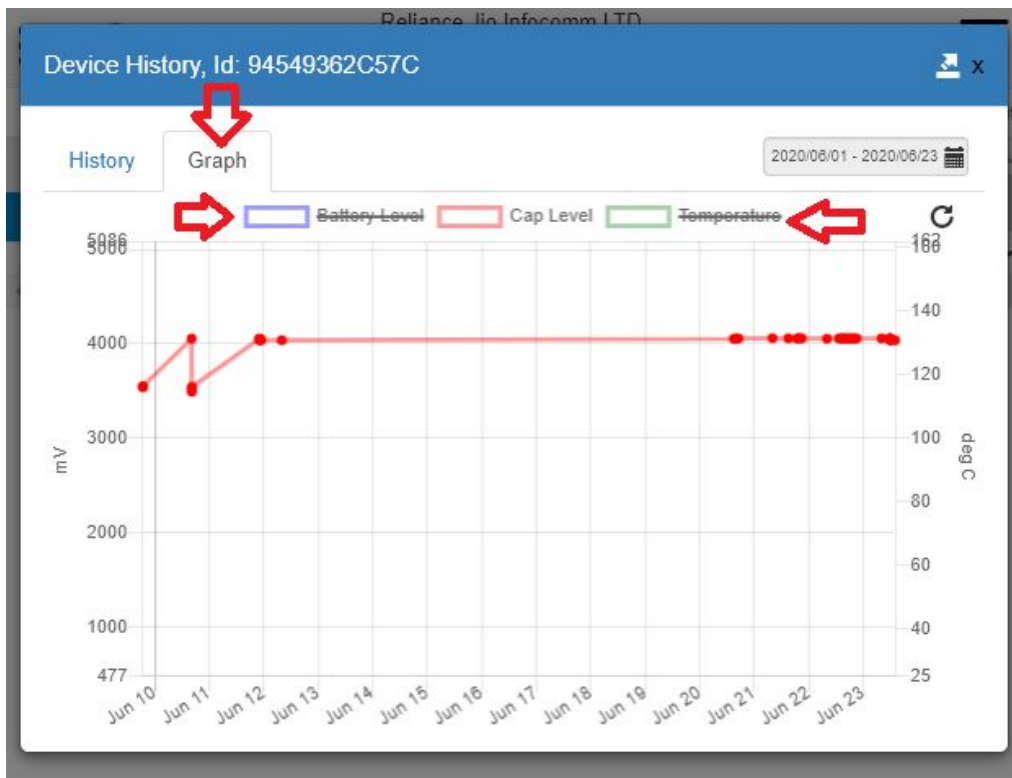 Reliance Jio Infocomm LTD
Device History, Id: 94549362C57C
x
History
Graph
2020/06/01 - 2020/06/23
Battery Level
Cap Level
Temperature
5086
5000
4000
3000
2000
1000
477
mV
162
160
140
120
100
80
60
40
25
deg C
Jun 10
Jun 11
Jun 12
Jun 13
Jun 14
Jun 15
Jun 16
Jun 17
Jun 18
Jun 19
Jun 20
Jun 21
Jun 22
Jun 23